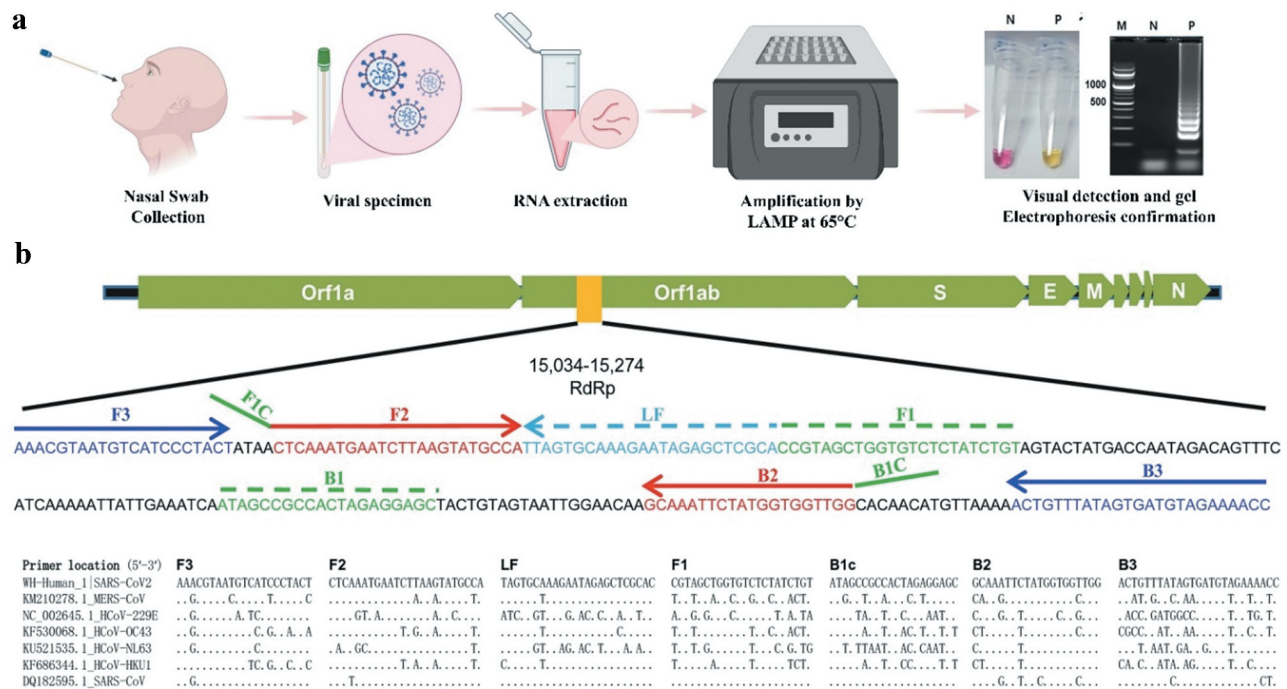 a
N P M N P
1000
500
Nasal Swab
Collection
Viral specimen
RNA extraction
Amplification by
LAMP at 65°C
Visual detection and gel
Electrophoresis confirmation
b
Orf1a Orf1ab S E M N
15,034-15,274
RdRp
F3 F1C F2 LF F1
AAACGTAATGTCATCCCTACTATAACTCAAATGAATCTTAAGTATGCCATTAGTGCAAAGAATAGAGCTCGCACCGTAGCTGGTGTCTCTATCTGTAGTACTATGACCAATAGACAGTTTC
B1 B2 B1C B3
ATCAAAAATTATTGAAATCAATAGCCGCCACTAGAGGAGCTACTGTAGTAATTGGAACAAGCAAATTCTATGGTGGTTGGCACAACATGTTAAAAACTGTTTATAGTGATGTAGAAAACC
Primer location (5'-3') F3 F2 LF F1 B1c B2 B3
WH-Human_1|SARS-CoV2 AAACGTAATGTCATCCCTACT CTCAAATGAATCTTAAGTATGCCA TAGTGCAAAGAATAGAGCTCGCAC CGTAGCTGGTGTCTCTATCTGT ATAGCCGCCACTAGAGGAGC GCAAATTCTATGGTGGTTGG ACTGTTTATAGTGATGTAGAAAACC
KM210278.1_MERS-CoV
NC_002645.1_HCoV-229E
KF530068.1_HCoV-OC43
KU521535.1_HCoV-NL63
KF686344.1_HCoV-HKU1
DQ182595.1_SARS-CoV